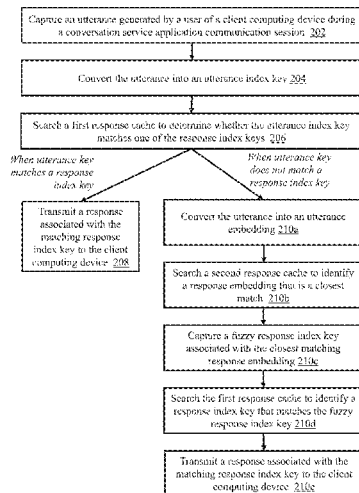 Capture an utterance generated by a user of a client computing device during
a conversation service application communication session 202
Convert the utterance into an utterance index key 204
Search a first response cache to determine whether the utterance index key
matches one of the response index keys 206
When utterance key
matches a response
index key
When utterance key
does not match a
response index key
Transmit a response
associated with the
matching response
index key to the client
computing device 208
Convert the utterance into an utterance
embedding 210a
Search a second response cache to identify
a response embedding that is a closest
match 210b
Capture a fuzzy response index key
associated with the closest matching
response embedding 210c
Search the first response cache to identify a
response index key that matches the fuzzy
response index key 210d
Transmit a response associated with the
matching response index key to the client
computing device 210e